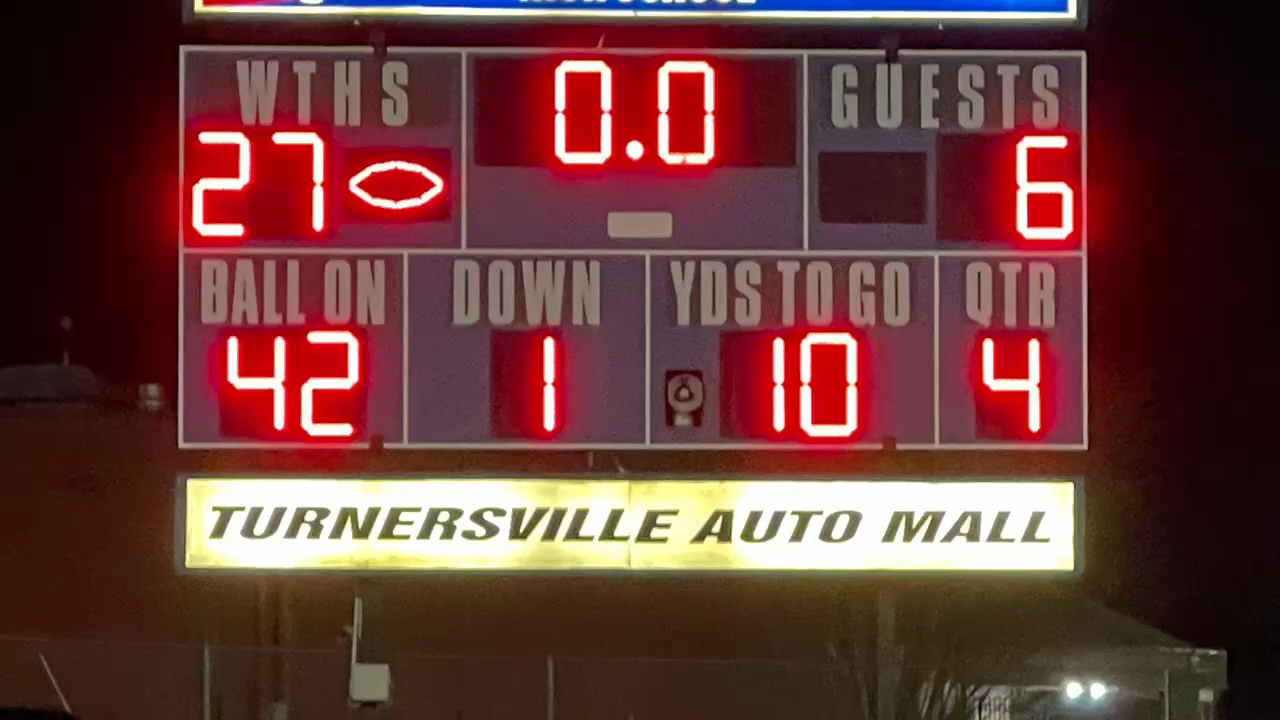 WTHS 0.0 GUESTS
27 6
BALL ON DOWN YDS TO GO QTR
42 1 10 4
TURNERSVILLE AUTO MALL